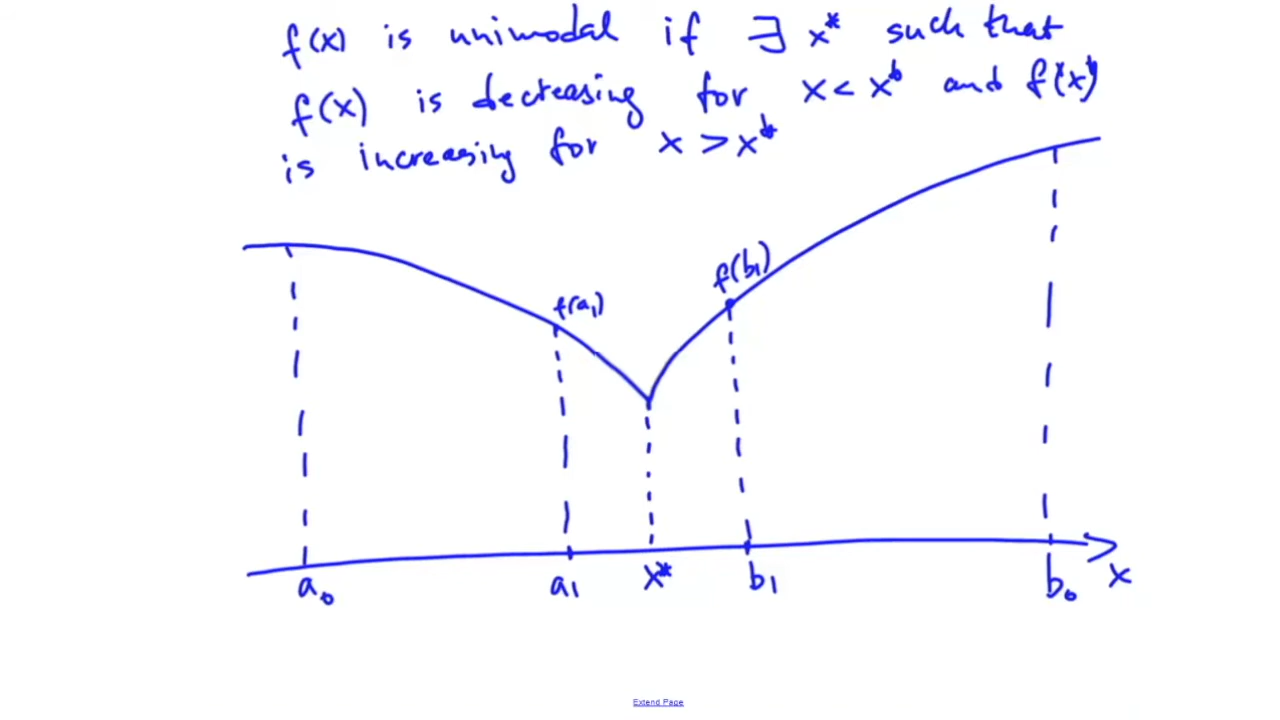 f(x) is unimodal if ∃ x* such that
f(x) is decreasing for x < x* and f(x)
is increasing for x > x*
f(b₁)
f(a₁)
a₀ a₁ x* b₁ b₀ x
Extend Page